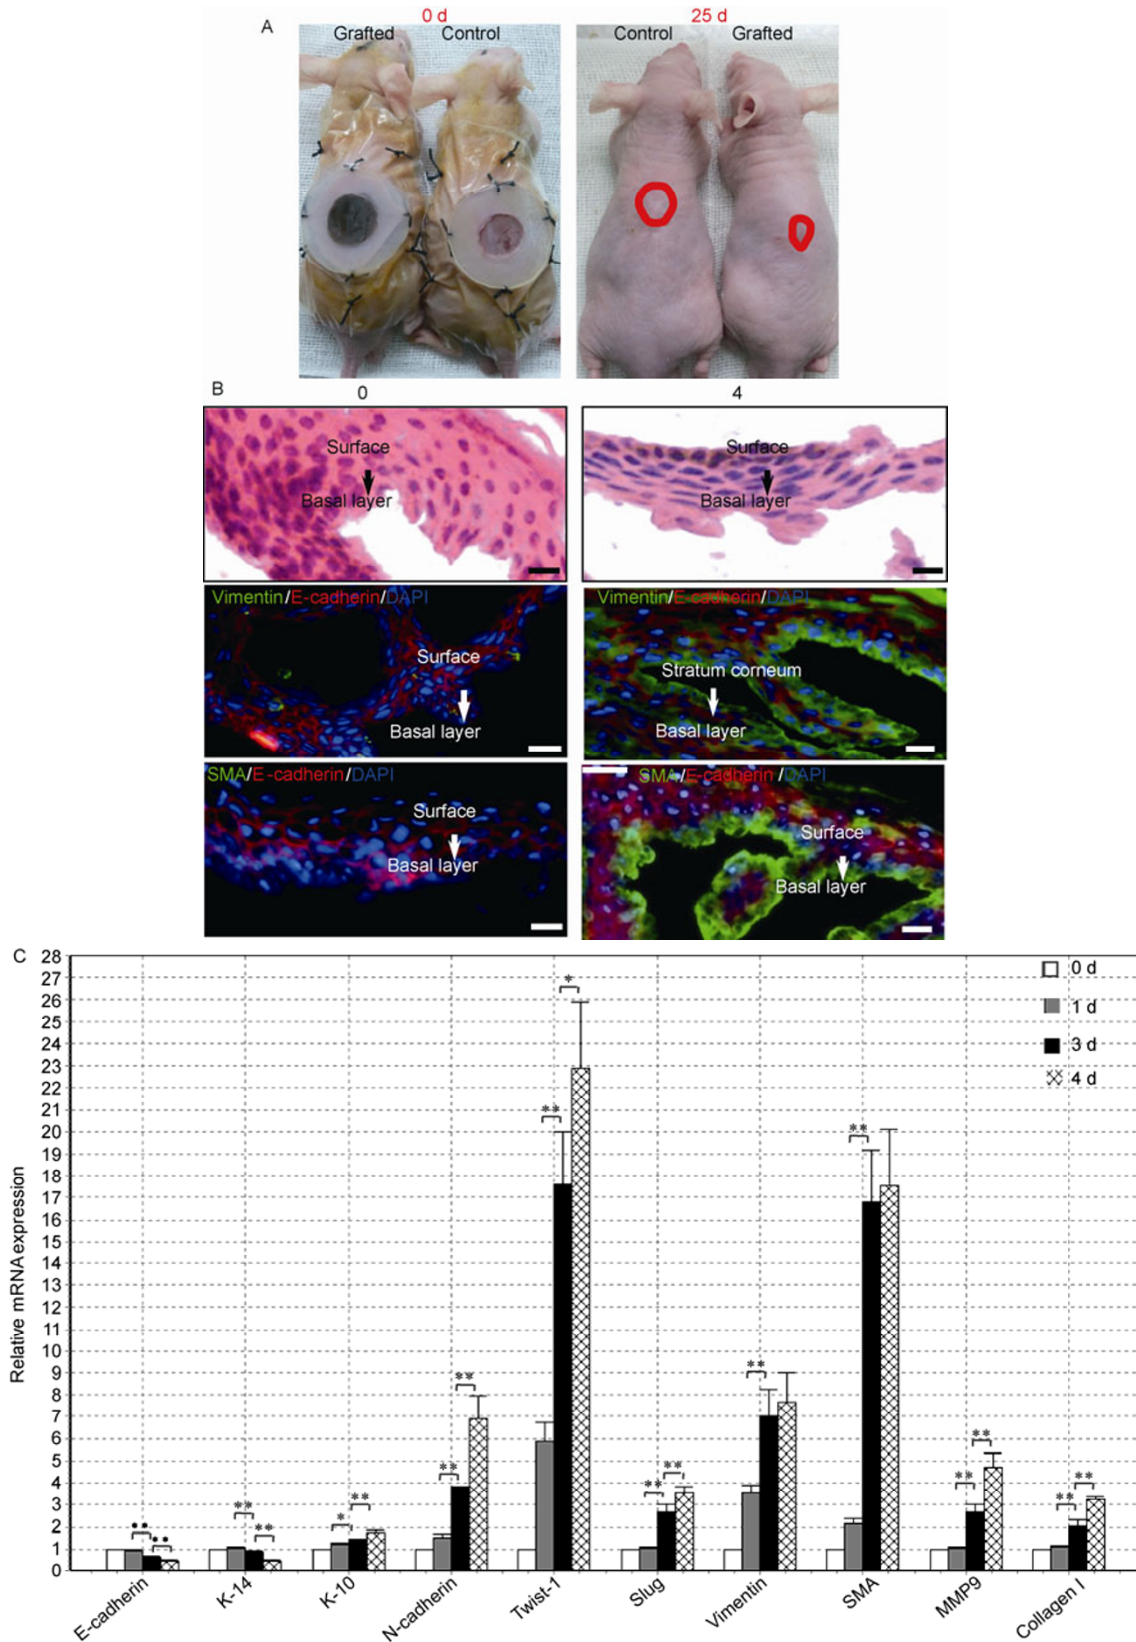 A
0 d
25 d
Grafted
Control
Control
Grafted
B
0
4
Surface
Basal layer
Surface
Basal layer
Vimentin/E-cadherin/DAPI
Surface
Basal layer
Vimentin/E-cadherin/DAPI
Stratum corneum
Basal layer
SMA/E-cadherin/DAPI
Surface
Basal layer
SMA/E-cadherin/DAPI
Surface
Basal layer
C
Relative mRNA expression
28
27
26
25
24
23
22
21
20
19
18
17
16
15
14
13
12
11
10
9
8
7
6
5
4
3
2
1
0
0 d
1 d
3 d
4 d
** **
** **
* **
** **
** *
** **
**
**
** **
** **
E-cadherin
K-14
K-10
N-cadherin
Twist-1
Slug
Vimentin
SMA
MMP9
Collagen I